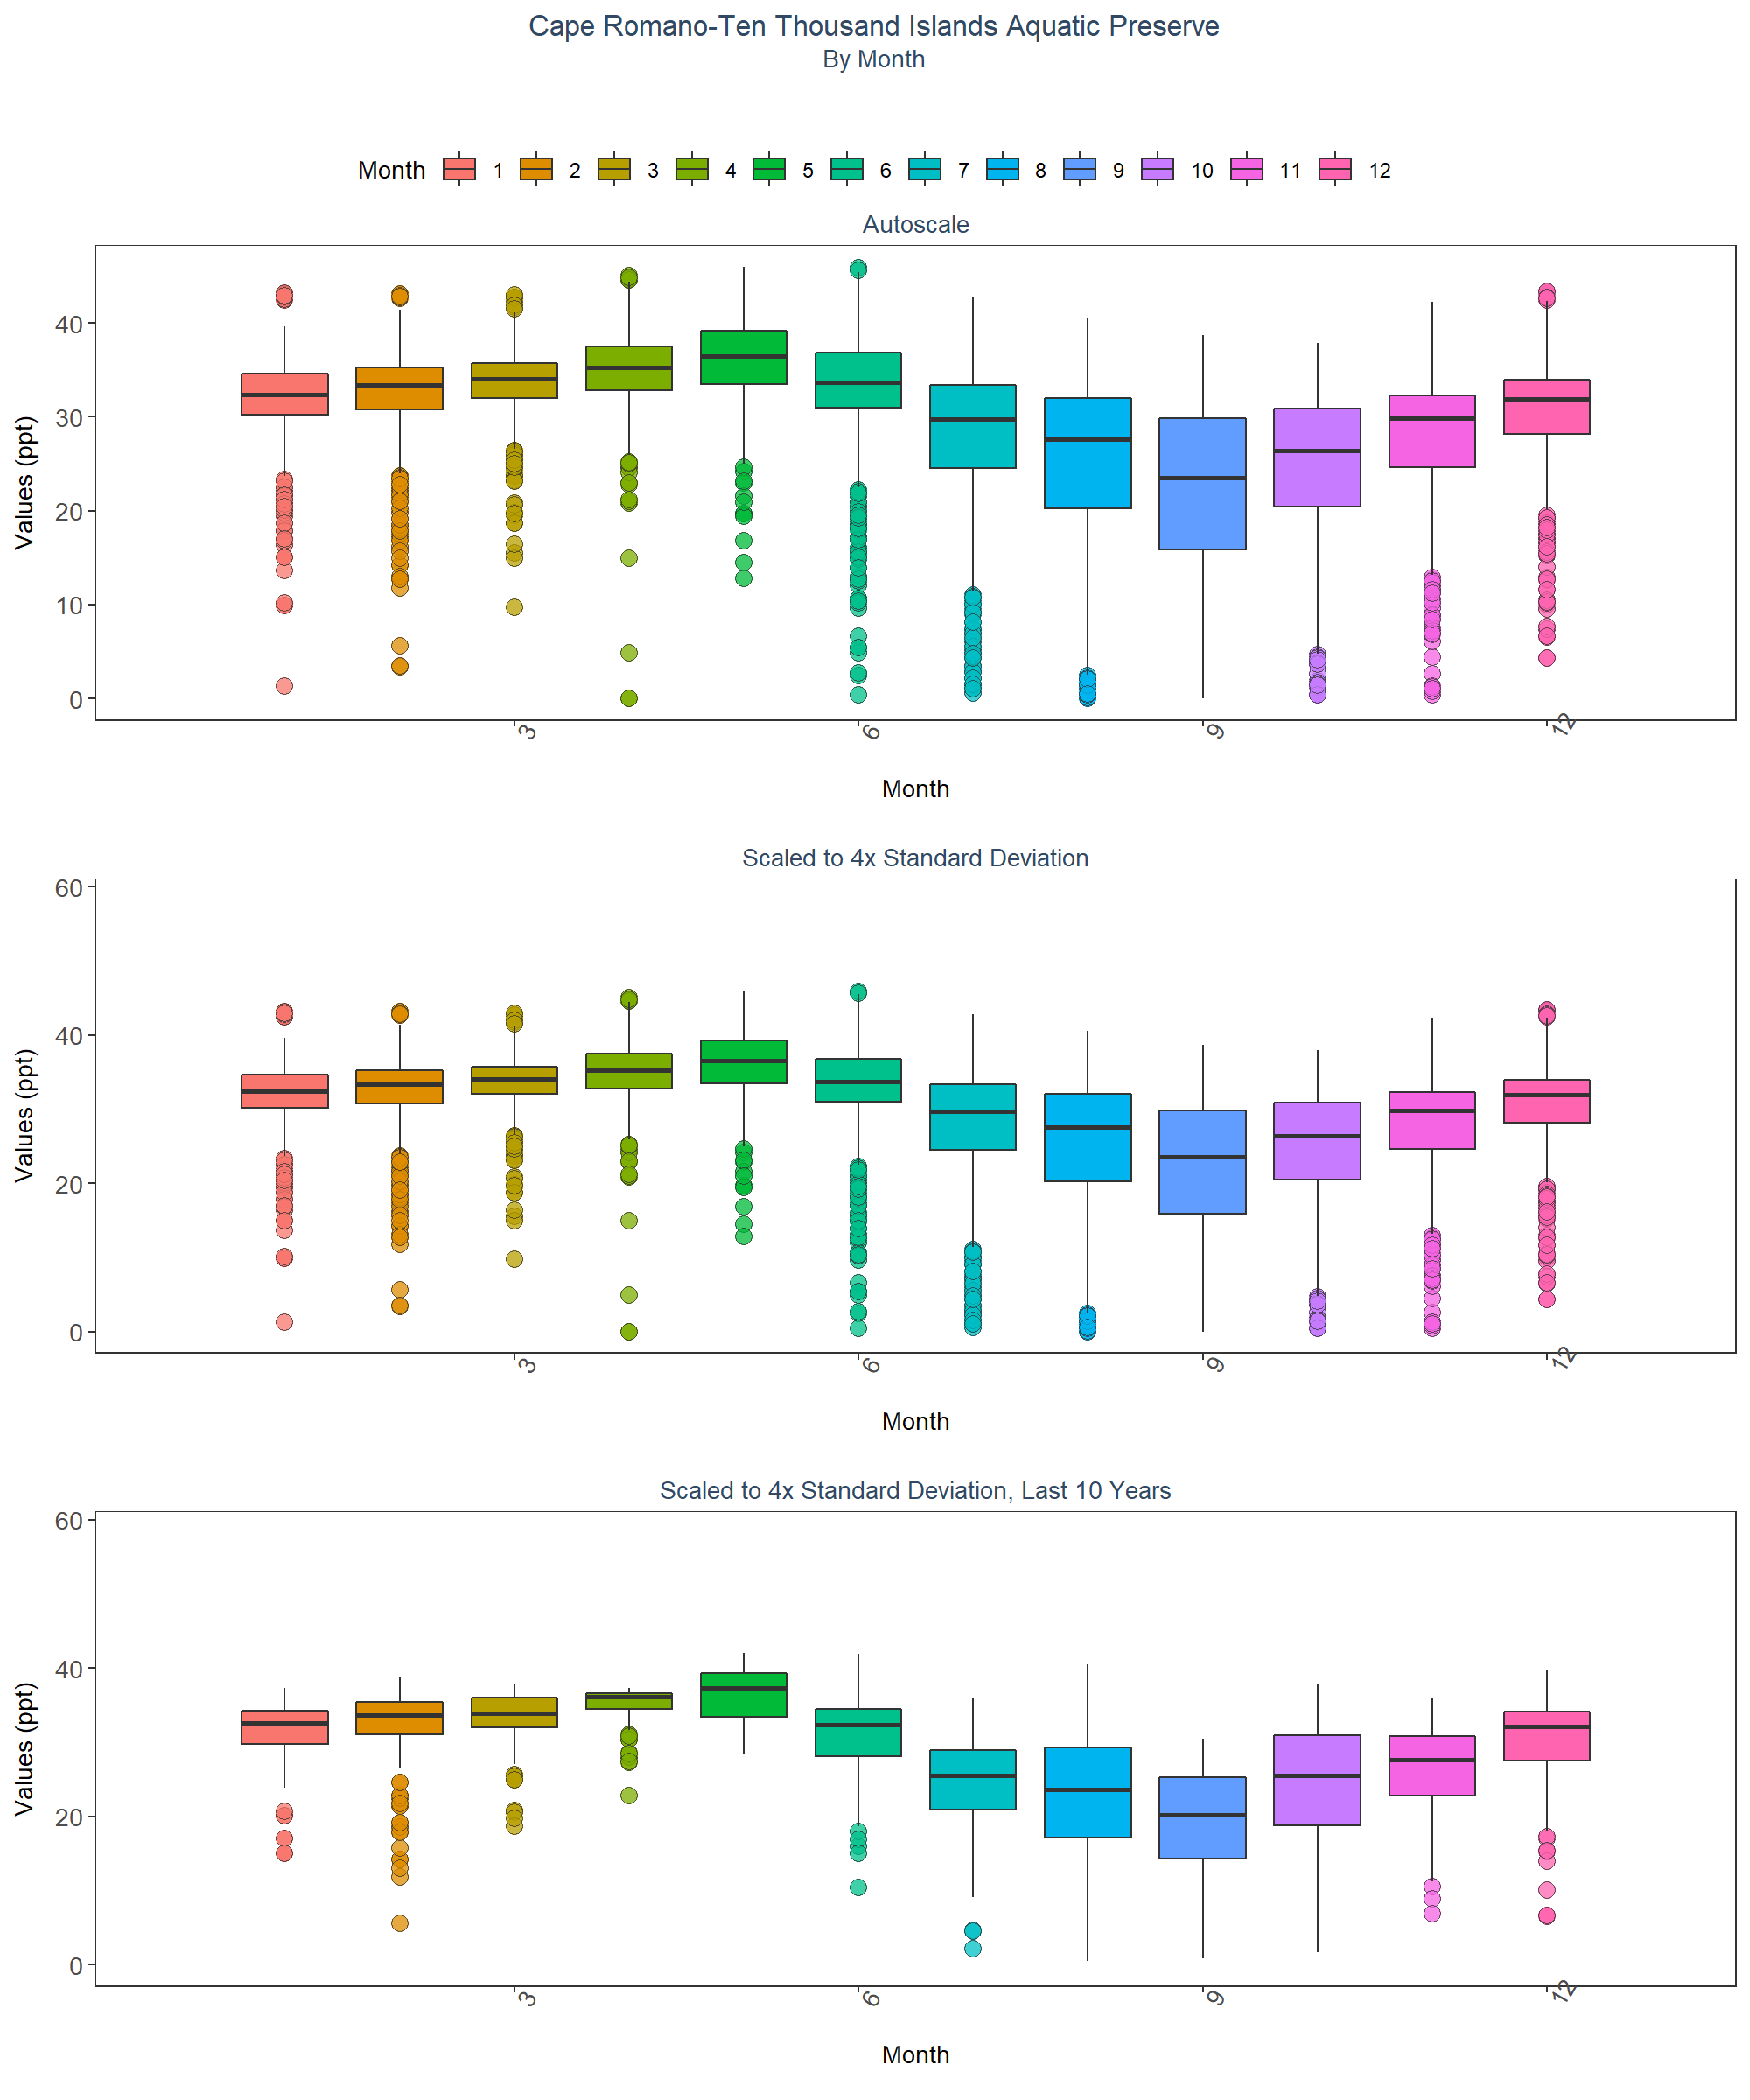 Cape Romano-Ten Thousand Islands Aquatic Preserve
By Month
Month 1 2 3 4 5 6 7 8 9 10 11 12
Autoscale
Values (ppt)
40
30
20
10
0
3 6 9 12
Month
Scaled to 4x Standard Deviation
Values (ppt)
60
40
20
0
3 6 9 12
Month
Scaled to 4x Standard Deviation, Last 10 Years
Values (ppt)
60
40
20
0
3 6 9 12
Month